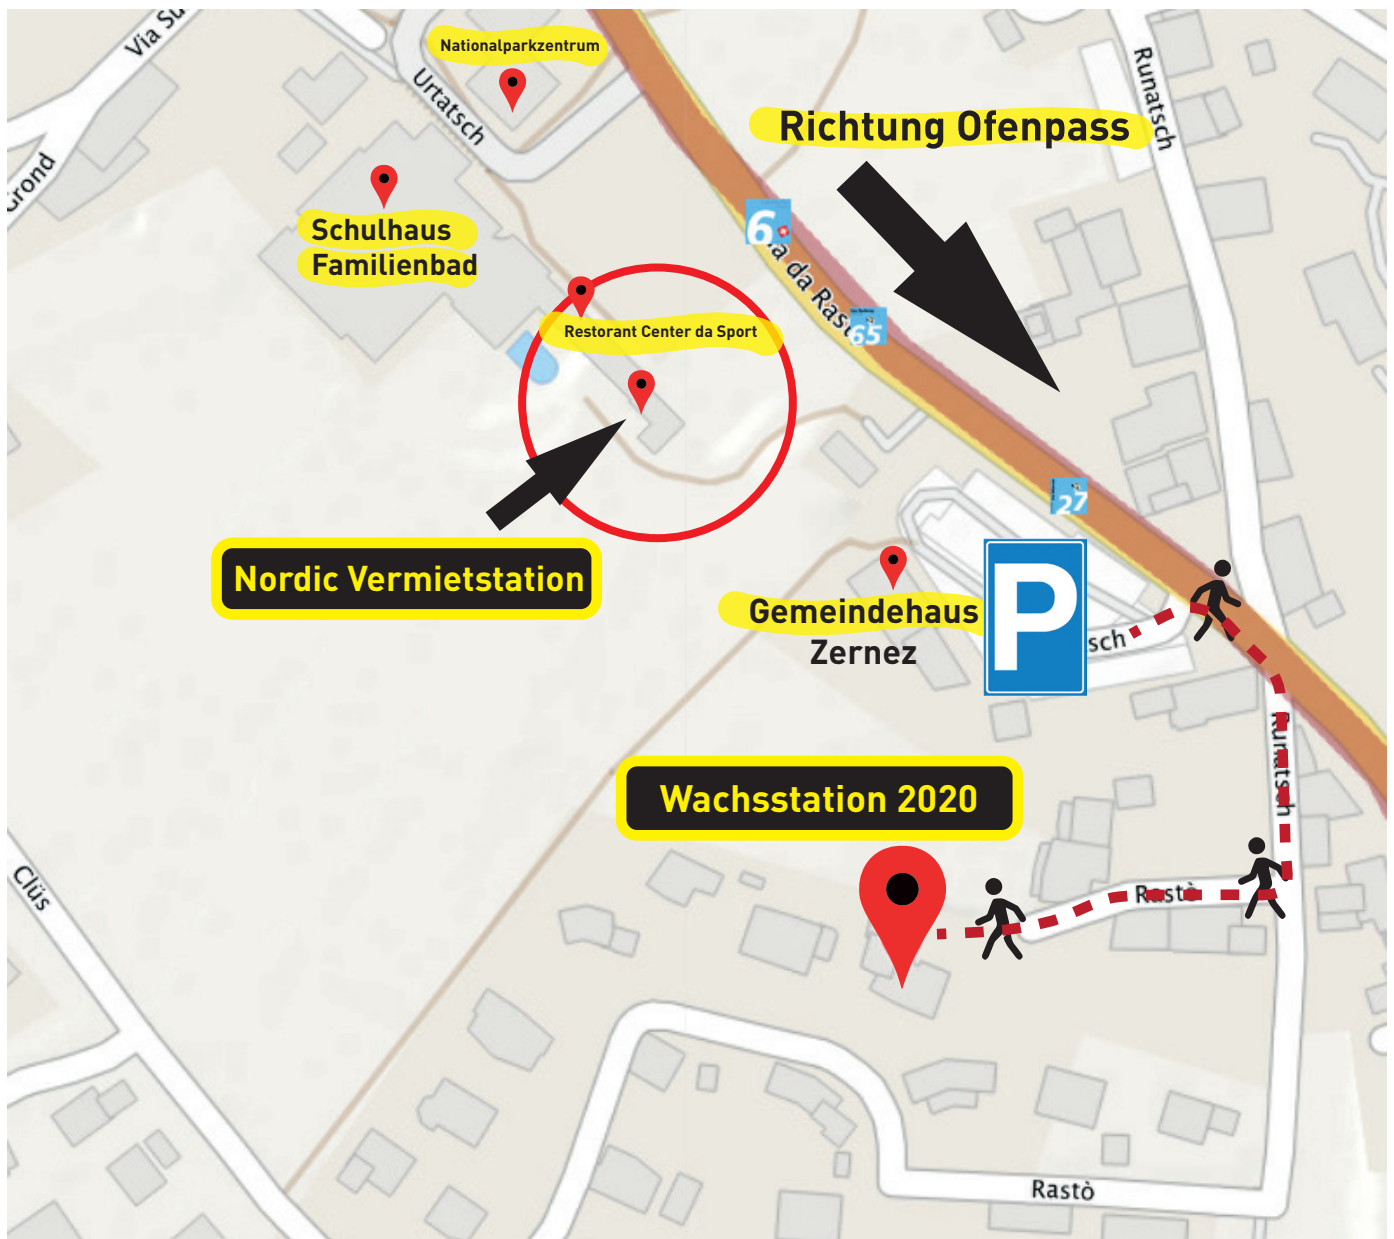 Via Su
Nationalparkzentrum
Urtatsch
Runatsch
Richtung Ofenpass
Grond
Schulhaus
Familienbad
6
a da Rast
65
Restorant Center da Sport
27
Nordic Vermietstation
P
Gemeindehaus
Zernez
sch
Runatsch
Wachsstation 2020
Clüs
Rastò
Rastò